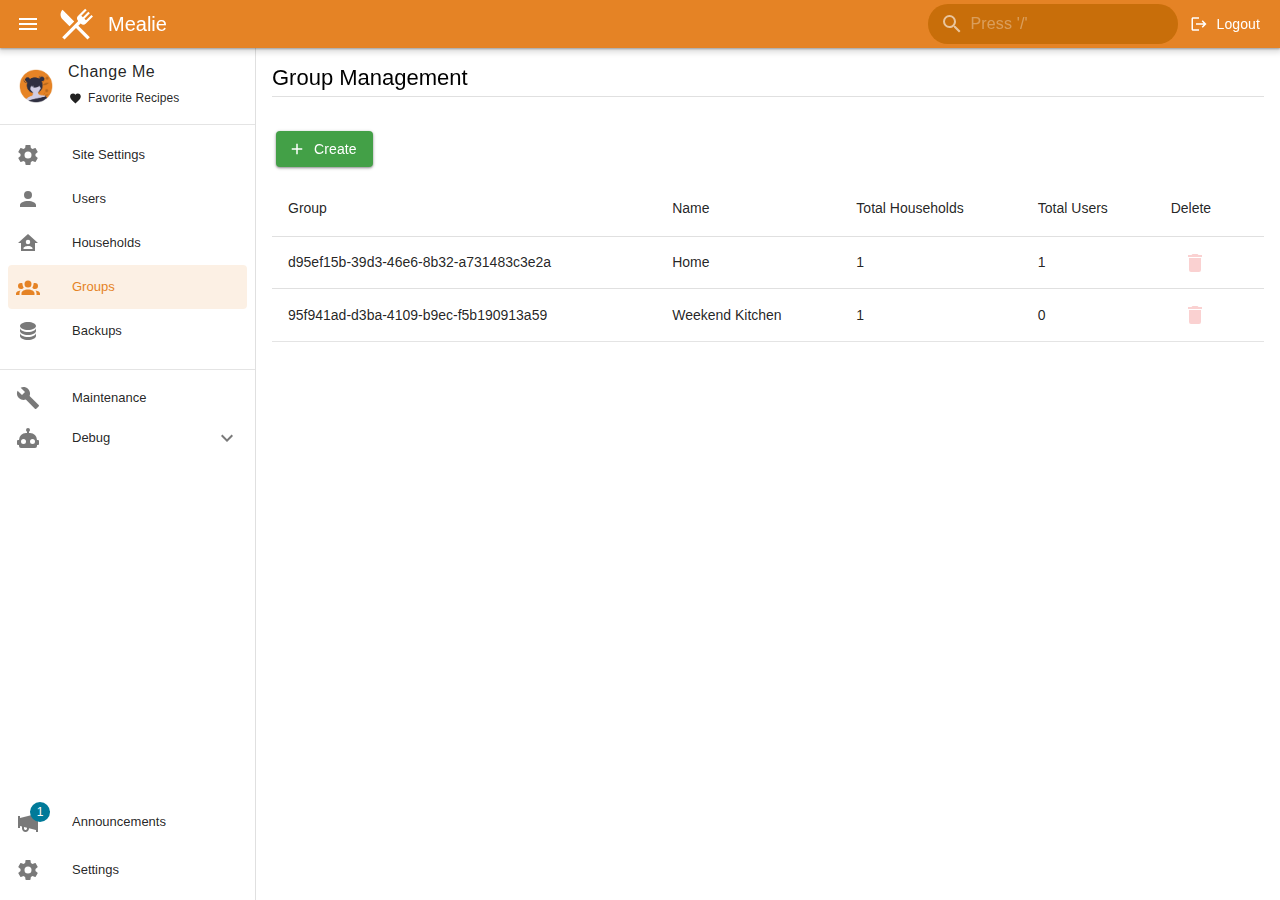 Mealie
Press '/'
Logout
Change Me
Favorite Recipes
Site Settings
Users
Households
Groups
Backups
Maintenance
Debug
1
Announcements
Settings
Group Management
Create
Group Name Total Households Total Users Delete
d95ef15b-39d3-46e6-8b32-a731483c3e2a Home 1 1
95f941ad-d3ba-4109-b9ec-f5b190913a59 Weekend Kitchen 1 0